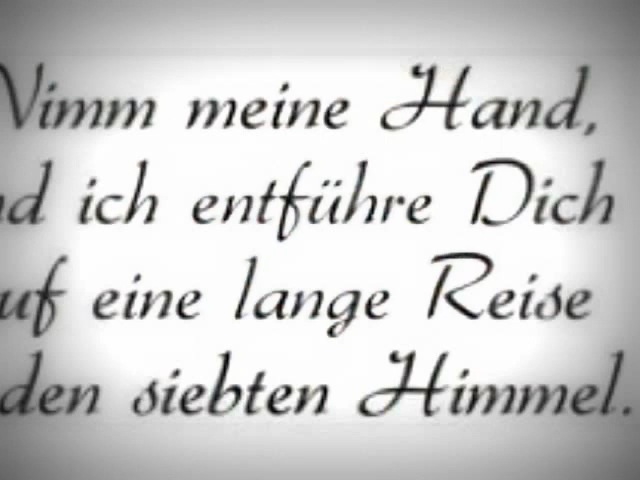 Nimm meine Hand,
nd ich entführe Dich
uf eine lange Reise
den siebten Himmel.